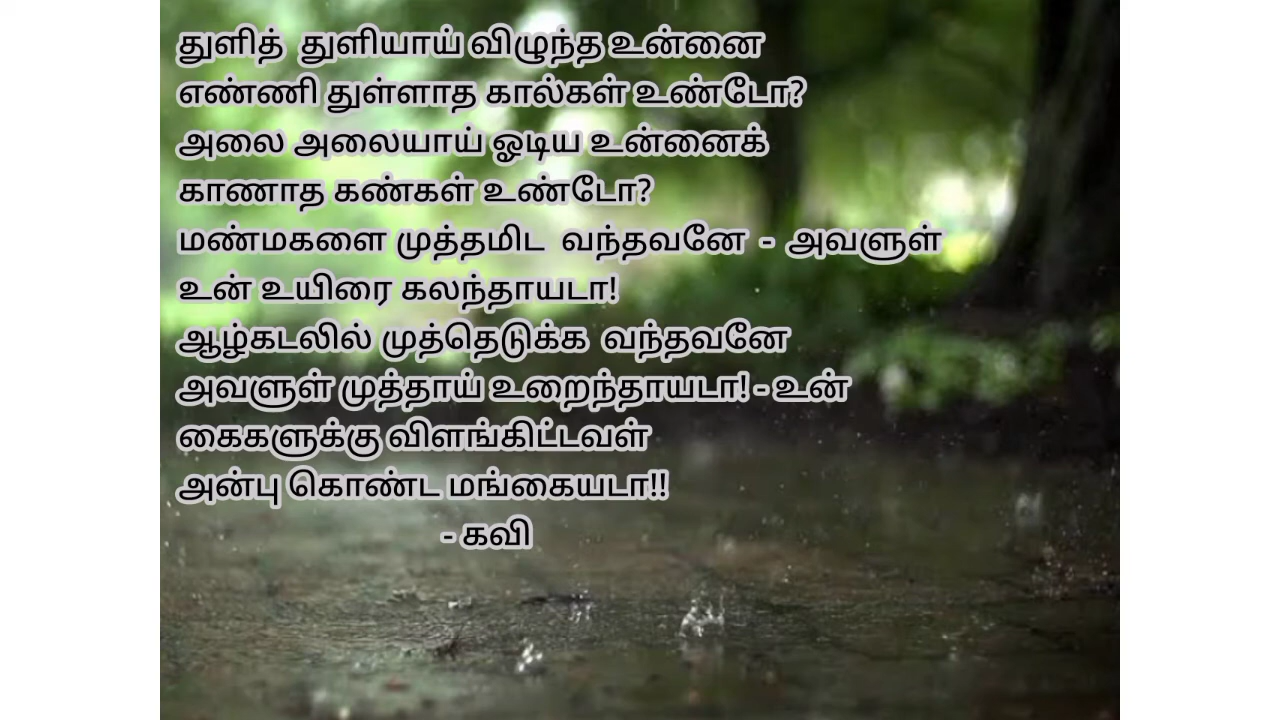 துளித் துளியாய் விழுந்த உன்னை
எண்ணி துள்ளாத கால்கள் உண்டோ?
அலை அலையாய் ஓடிய உன்னைக்
காணாத கண்கள் உண்டோ?
மண்மகளை முத்தமிட வந்தவனே - அவளுள்
உன் உயிரை கலந்தாயடா!
ஆழ்கடலில் முத்தெடுக்க வந்தவனே
அவளுள் முத்தாய் உறைந்தாயடா! - உன்
கைகளுக்கு விளங்கிட்டவள்
அன்பு கொண்ட மங்கையடா!!
- கவி